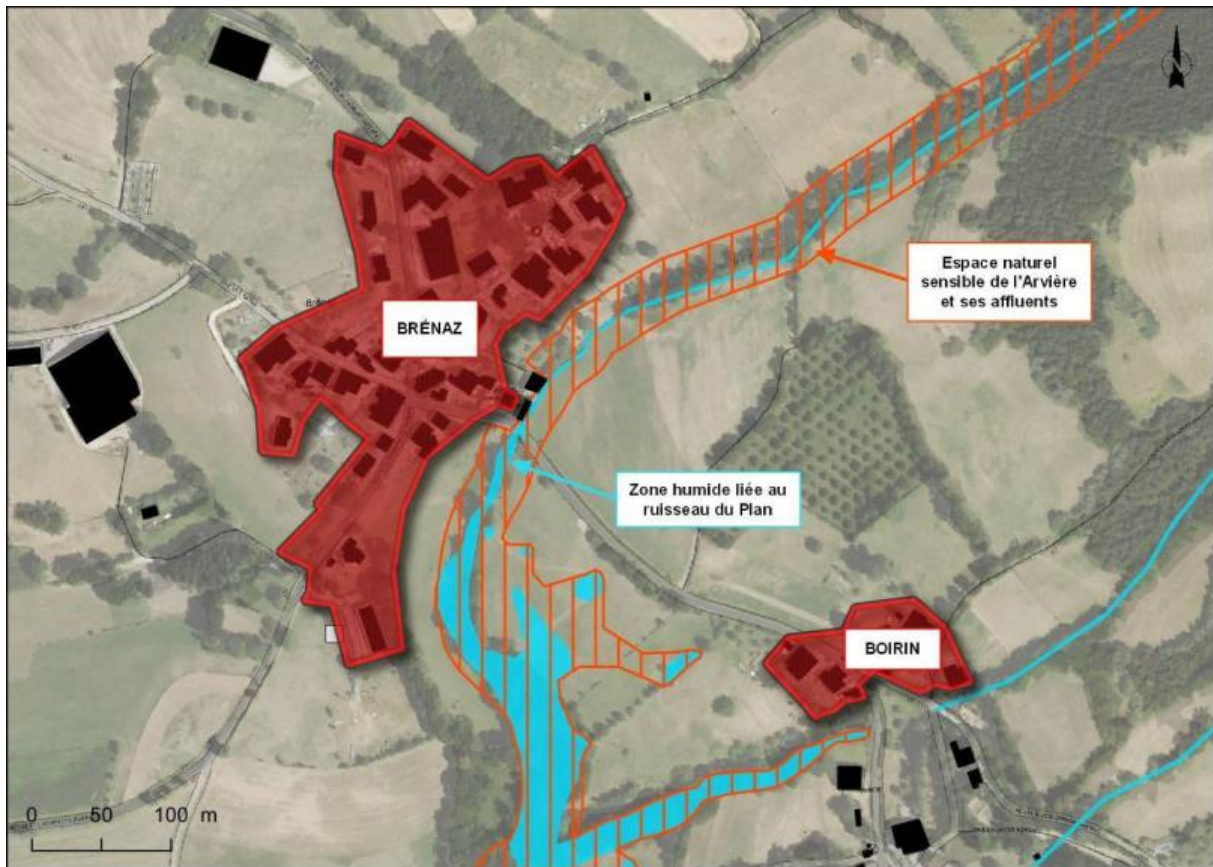 BRÉNAZ
Espace naturel
sensible de l'Arvière
et ses affluents
Zone humide liée au
ruisseau du Plan
BOIRIN
0 50 100 m